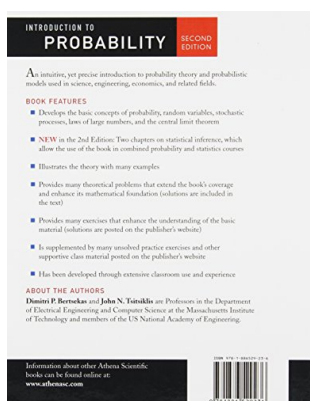 INTRODUCTION TO
PROBABILITY
SECOND
EDITION
An intuitive, yet precise introduction to probability theory and probabilistic
models used in science, engineering, economics, and related fields.
BOOK FEATURES
Develops the basic concepts of probability, random variables, stochastic
processes, laws of large numbers, and the central limit theorem
NEW in the 2nd Edition: Two chapters on statistical inference, which
allow the use of the book in combined probability and statistics courses
Illustrates the theory with many examples
Provides many theoretical problems that extend the book's coverage
and enhance its mathematical foundation (solutions are included in
the text)
Provides many exercises that enhance the understanding of the basic
material (solutions are posted on the publisher's website)
Is supplemented by many unsolved practice exercises and other
supportive class material posted on the publisher's website
Has been developed through extensive classroom use and experience
ABOUT THE AUTHORS
Dimitri P. Bertsekas and John N. Tsitsiklis are Professors in the Department
of Electrical Engineering and Computer Science at the Massachusetts Institute
of Technology and members of the US National Academy of Engineering.
Information about other Athena Scientific
books can be found online at:
www.athenasc.com